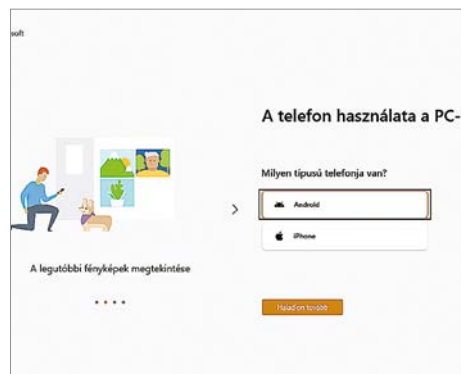 soft
A telefon használata a PC-
Milyen típusú telefonja van?
Android
iPhone
A legutóbbi fényképek megtekintése
Haladjon tovább